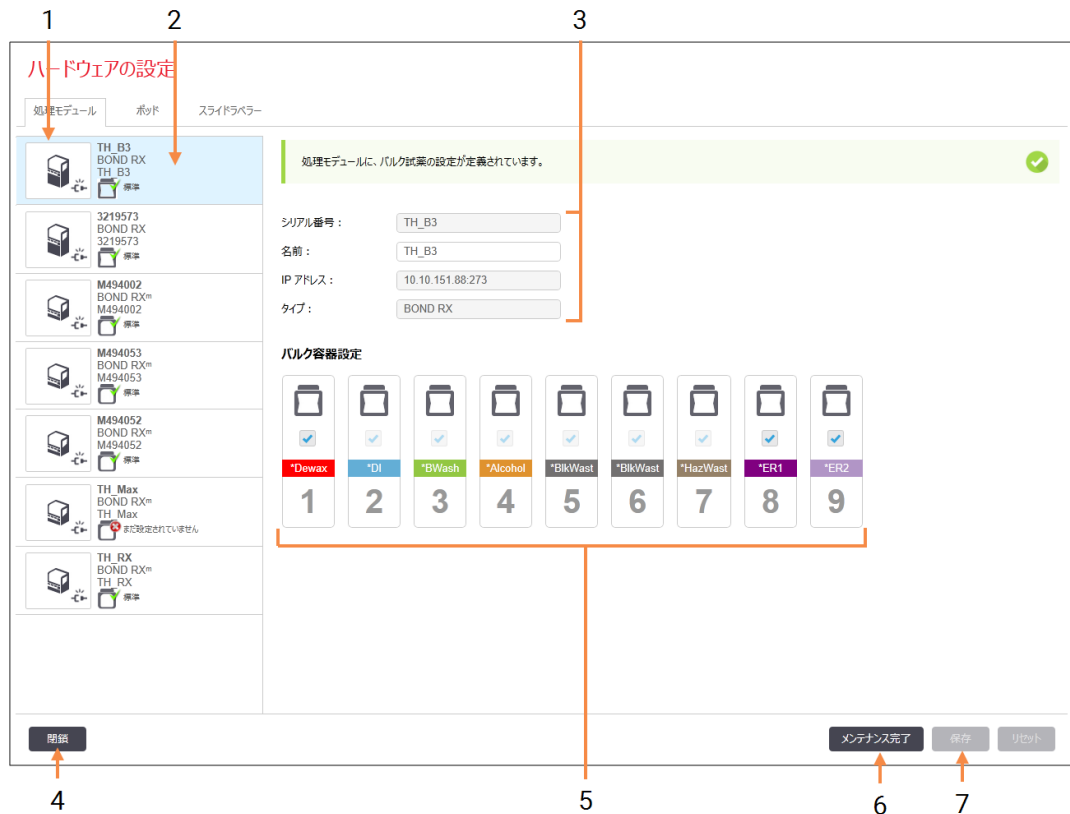 1
2
3
ハードウェアの設定
処理モデュール
ポッド
スライドラベラー
TH_B3
BOND RX
TH_B3
標準
3219573
BOND RX
3219573
標準
M494002
BOND RXm
M494002
標準
M494053
BOND RXm
M494053
標準
M494052
BOND RXm
M494052
標準
TH_Max
BOND RXm
TH_Max
まだ設定されていません
TH_RX
BOND RXm
TH_RX
標準
処理モデュールに、バルク試薬の設定が定義されています。
シリアル番号：
TH_B3
名前：
TH_B3
IP アドレス：
10.10.151.88:273
タイプ：
BOND RX
バルク容器設定
*Dewax
*DI
*BWash
*Alcohol
*BlkWast
*BlkWast
*HazWast
*ER1
*ER2
1
2
3
4
5
6
7
8
9
閉鎖
メンテナンス完了
保存
リセット
4
5
6
7